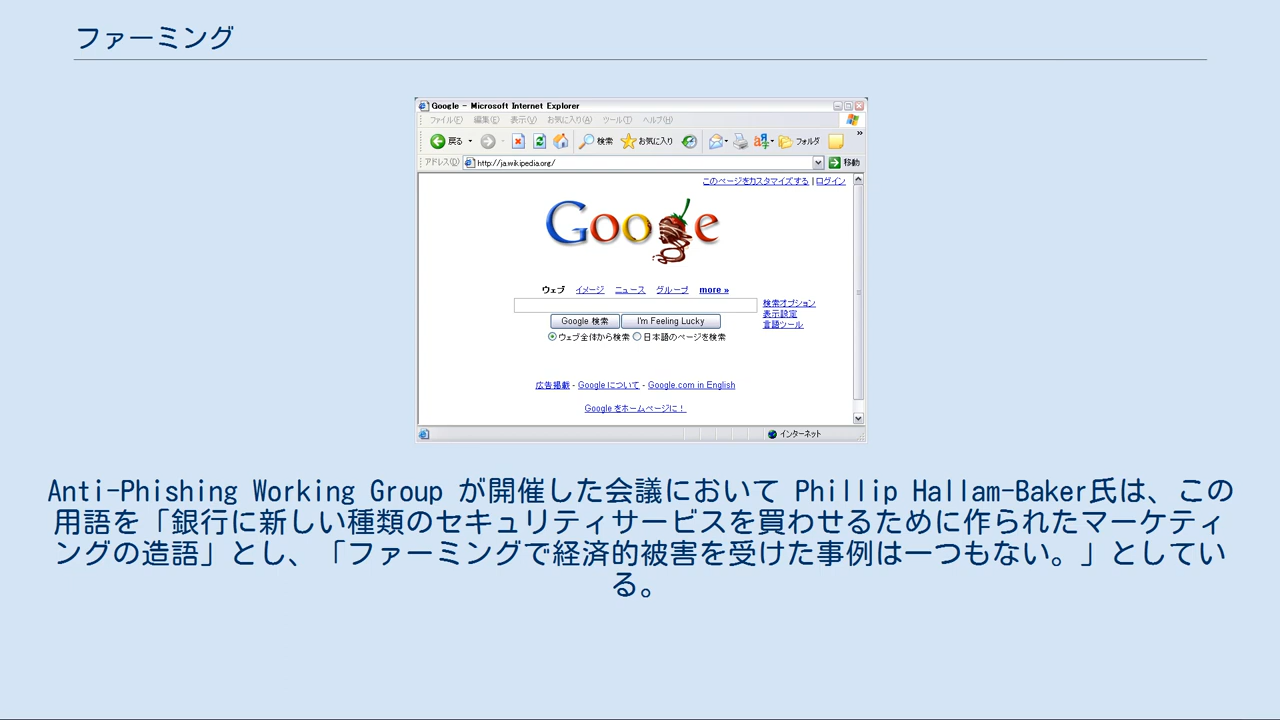 ファーミング
Google - Microsoft Internet Explorer
ファイル(F) 編集(E) 表示(V) お気に入り(A) ツール(T) ヘルプ(H)
戻る 検索 お気に入り フォルダ »
アドレス(D) http://ja.wikipedia.org/ 移動
このページをカスタマイズする | ログイン
Google
ウェブ イメージ ニュース グループ more »
検索オプション
表示設定
言語ツール
Google 検索 I'm Feeling Lucky
ウェブ全体から検索 日本語のページを検索
広告掲載 - Google について - Google.com in English
Google をホームページに!
インターネット
Anti-Phishing Working Group が開催した会議において Phillip Hallam-Baker氏は、この
用語を「銀行に新しい種類のセキュリティサービスを買わせるために作られたマーケティ
ングの造語」とし、「ファーミングで経済的被害を受けた事例は一つもない。」としてい
る。